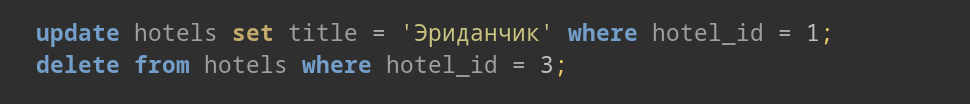 update hotels set title = 'Эриданчик' where hotel_id = 1;
delete from hotels where hotel_id = 3;